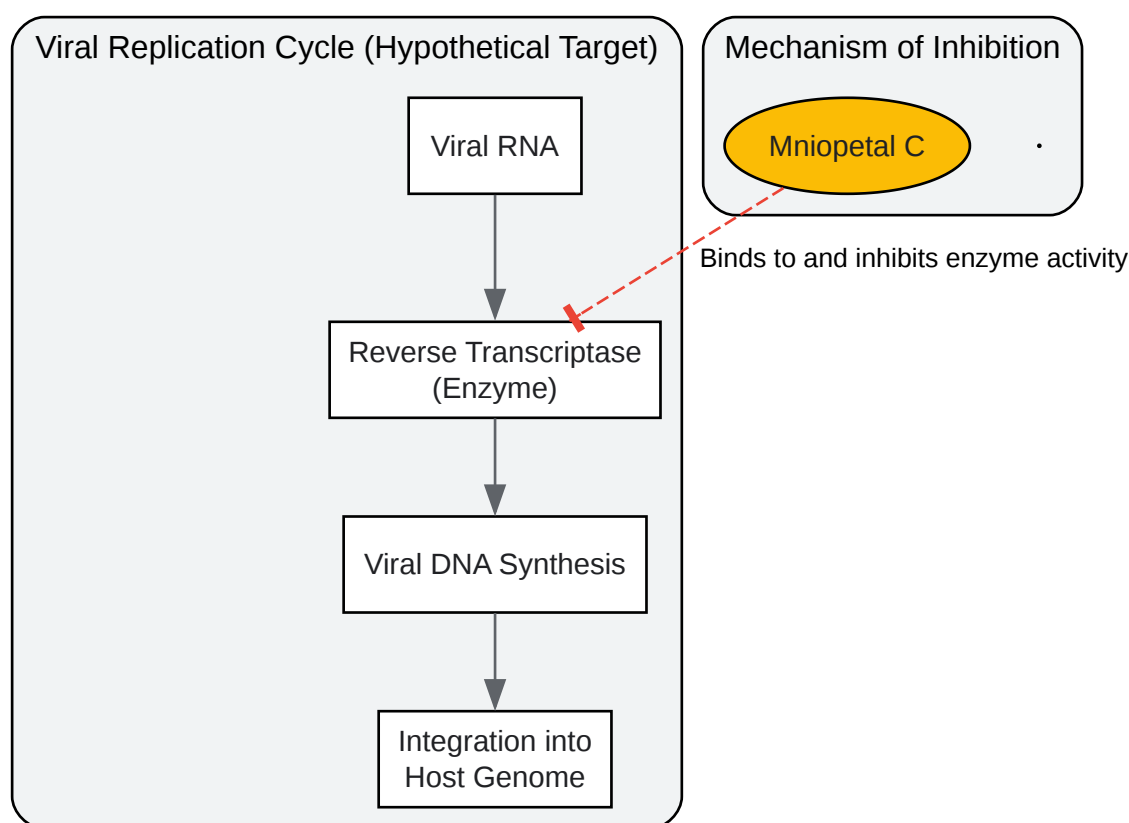 Viral Replication Cycle (Hypothetical Target)
Mechanism of Inhibition
Viral RNA
Mniopetal C
Binds to and inhibits enzyme activity
Reverse Transcriptase
(Enzyme)
Viral DNA Synthesis
Integration into
Host Genome